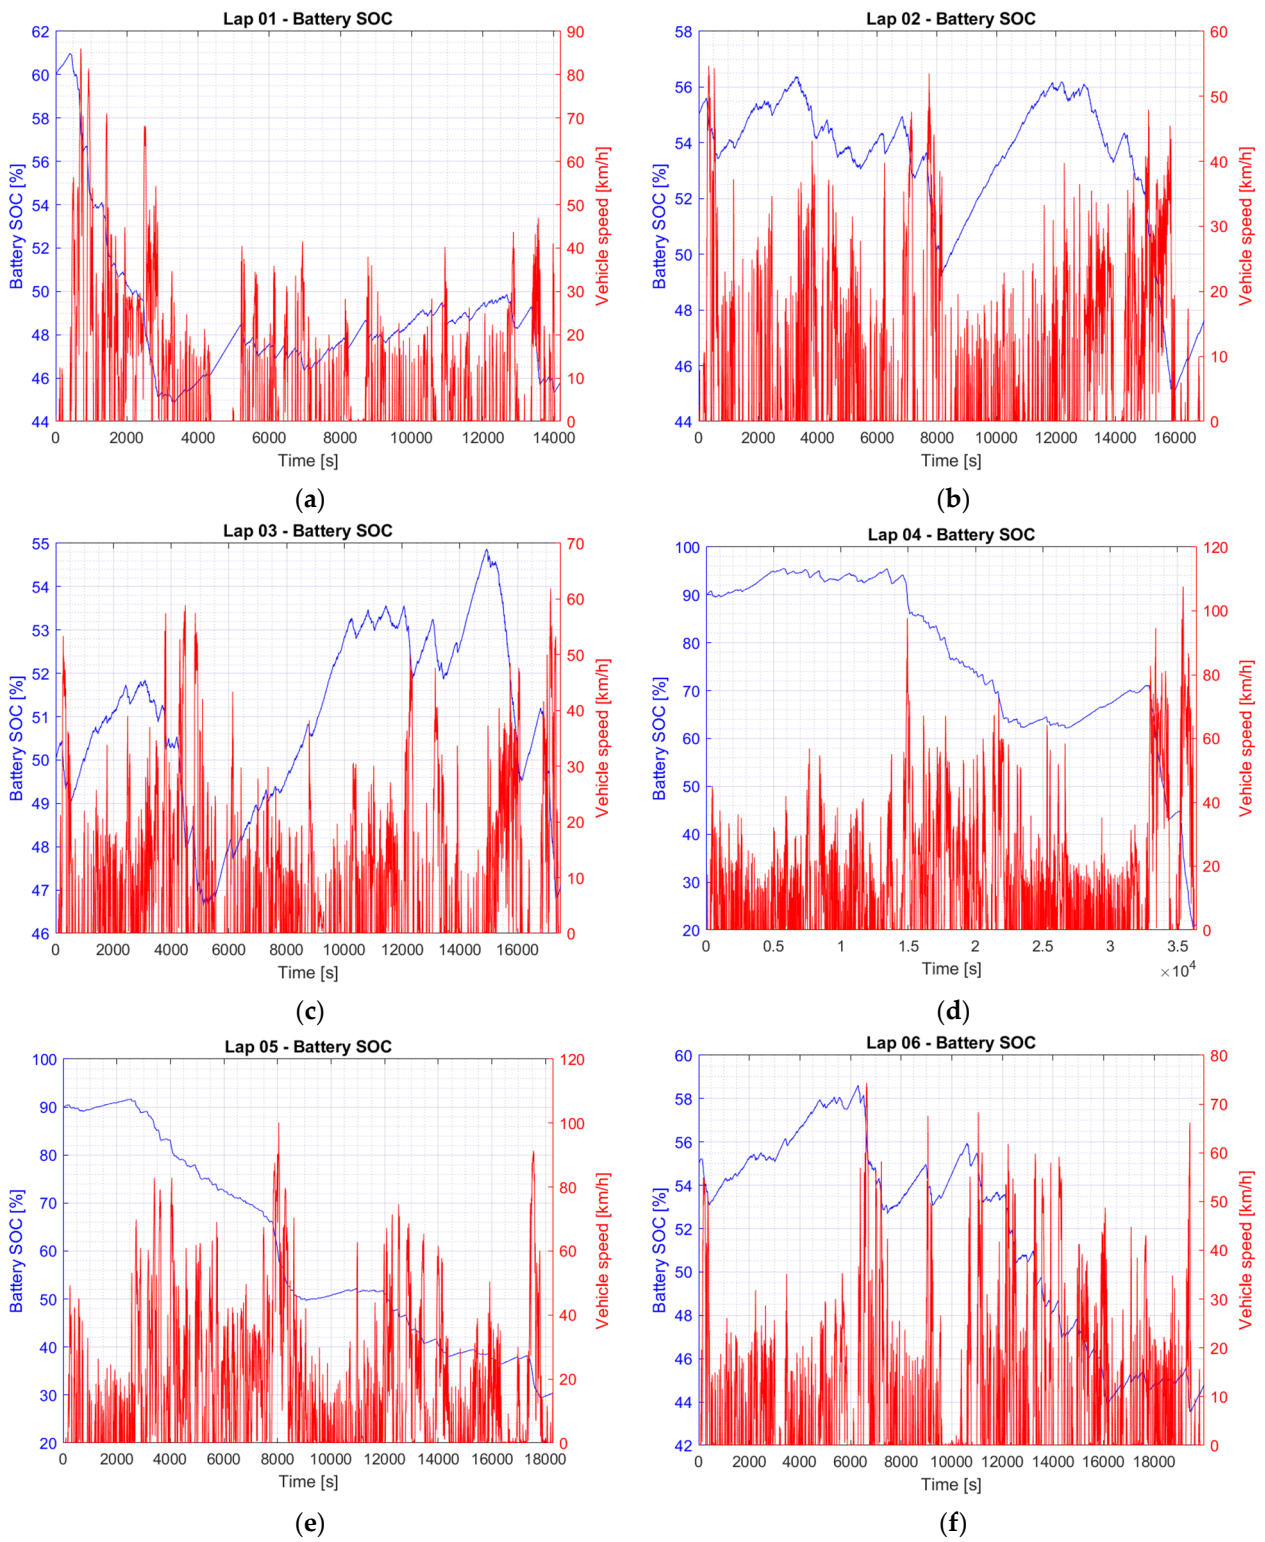 Lap 01 - Battery SOC
62
60
58
56
54
52
50
48
46
44
Battery SOC [%]
90
80
70
60
50
40
30
20
10
0
Vehicle speed [km/h]
0 2000 4000 6000 8000 10000 12000 14000
Time [s]
(a)
Lap 02 - Battery SOC
58
56
54
52
50
48
46
44
Battery SOC [%]
60
50
40
30
20
10
0
Vehicle speed [km/h]
0 2000 4000 6000 8000 10000 12000 14000 16000
Time [s]
(b)
Lap 03 - Battery SOC
55
54
53
52
51
50
49
48
47
46
Battery SOC [%]
70
60
50
40
30
20
10
0
Vehicle speed [km/h]
0 2000 4000 6000 8000 10000 12000 14000 16000
Time [s]
(c)
Lap 04 - Battery SOC
100
90
80
70
60
50
40
30
20
Battery SOC [%]
120
100
80
60
40
20
0
Vehicle speed [km/h]
0 0.5 1 1.5 2 2.5 3 3.5
Time [s]
×10⁴
(d)
Lap 05 - Battery SOC
100
90
80
70
60
50
40
30
20
Battery SOC [%]
120
100
80
60
40
20
0
Vehicle speed [km/h]
0 2000 4000 6000 8000 10000 12000 14000 16000 18000
Time [s]
(e)
Lap 06 - Battery SOC
60
58
56
54
52
50
48
46
44
42
Battery SOC [%]
80
70
60
50
40
30
20
10
0
Vehicle speed [km/h]
0 2000 4000 6000 8000 10000 12000 14000 16000 18000
Time [s]
(f)